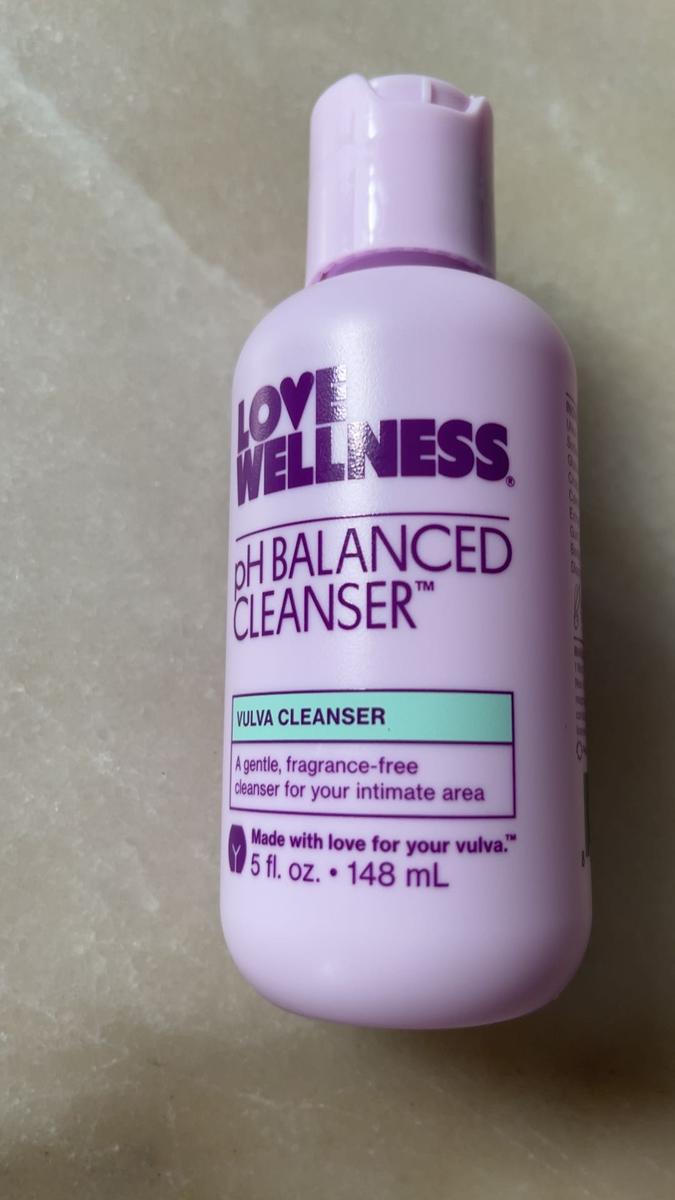 LOVE
WELLNESS®
pH BALANCED
CLEANSER™
VULVA CLEANSER
A gentle, fragrance-free
cleanser for your intimate area
Made with love for your vulva.™
5 fl. oz. • 148 mL